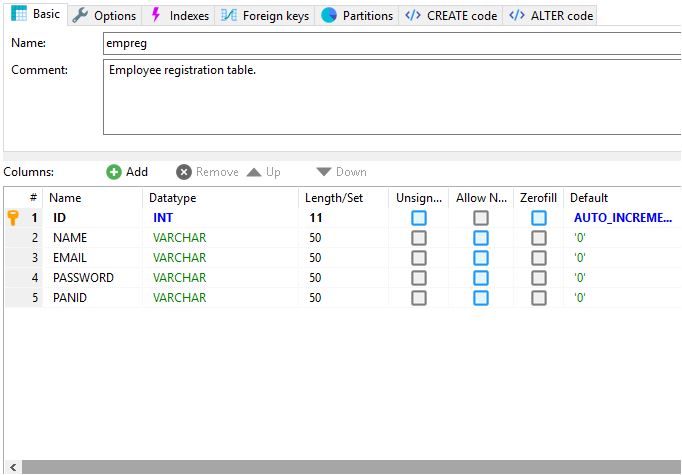 Basic Options Indexes Foreign keys Partitions CREATE code ALTER code
Name: empreg
Comment: Employee registration table.
Columns: Add Remove Up Down
# Name Datatype Length/Set Unsign... Allow N... Zerofill Default
1 ID INT 11 AUTO_INCREME...
2 NAME VARCHAR 50 '0'
3 EMAIL VARCHAR 50 '0'
4 PASSWORD VARCHAR 50 '0'
5 PANID VARCHAR 50 '0'